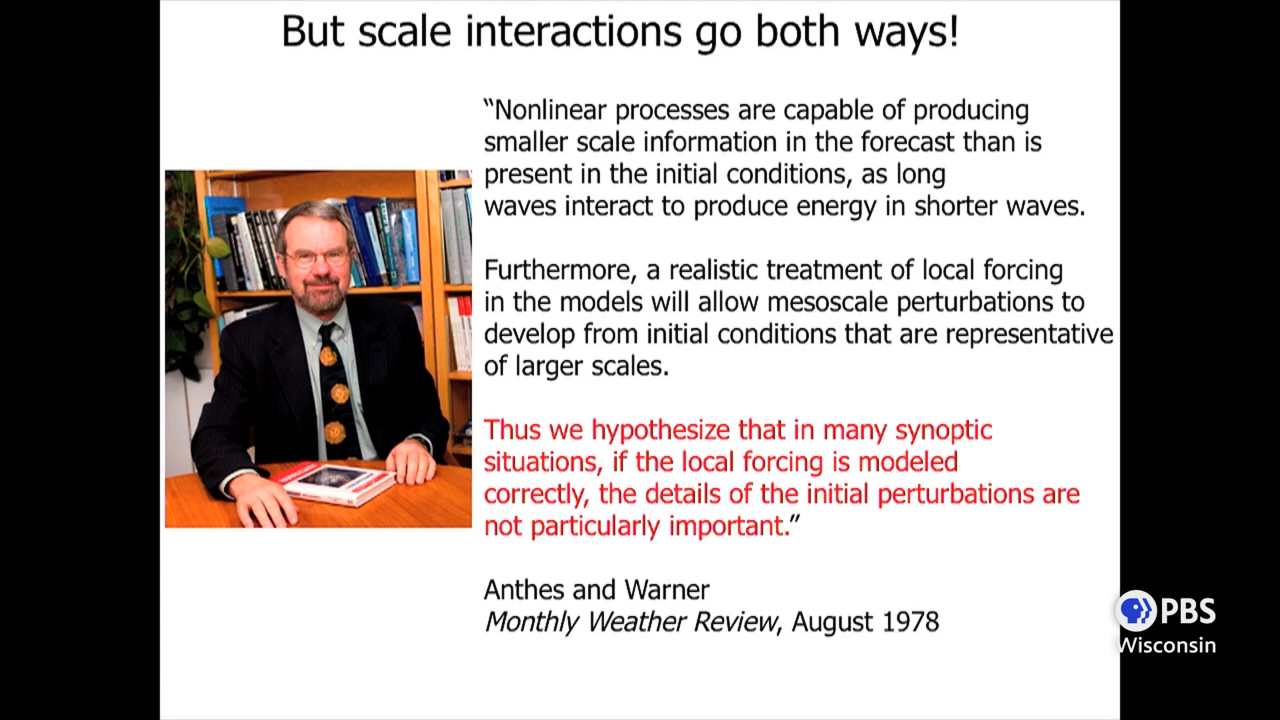 But scale interactions go both ways!
“Nonlinear processes are capable of producing
smaller scale information in the forecast than is
present in the initial conditions, as long
waves interact to produce energy in shorter waves.
Furthermore, a realistic treatment of local forcing
in the models will allow mesoscale perturbations to
develop from initial conditions that are representative
of larger scales.
Thus we hypothesize that in many synoptic
situations, if the local forcing is modeled
correctly, the details of the initial perturbations are
not particularly important.”
Anthes and Warner
Monthly Weather Review, August 1978
PBS
Wisconsin